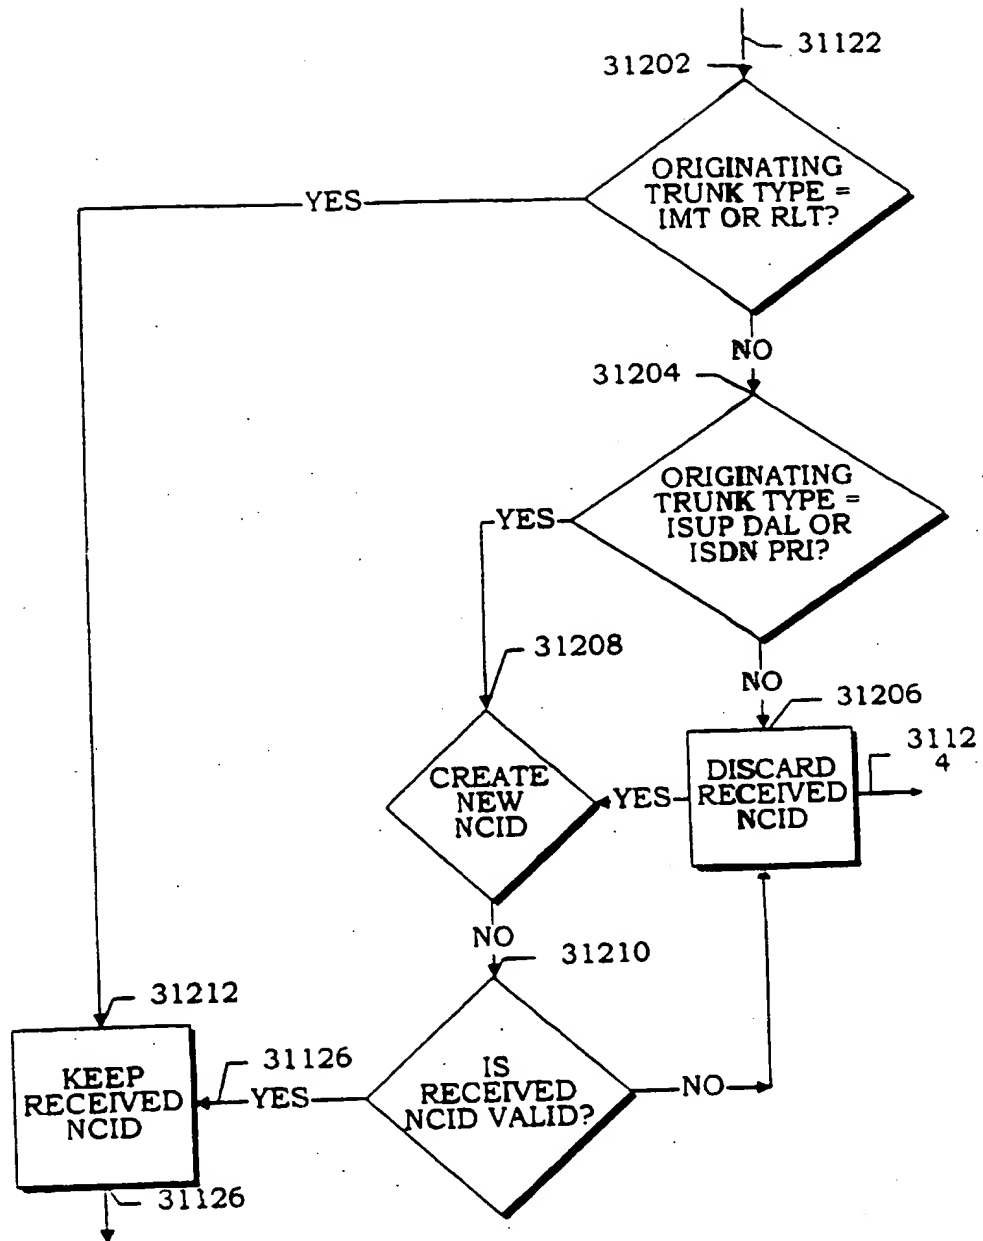 31122
31202
ORIGINATING
TRUNK TYPE =
IMT OR RLT?
YES
NO
31204
ORIGINATING
TRUNK TYPE =
ISUP DAL OR
ISDN PRI?
YES
NO
31208
31206
CREATE
NEW
NCID
YES
DISCARD
RECEIVED
NCID
3112
4
NO
31210
31212
KEEP
RECEIVED
NCID
31126
YES
IS
RECEIVED
NCID VALID?
NO
31126